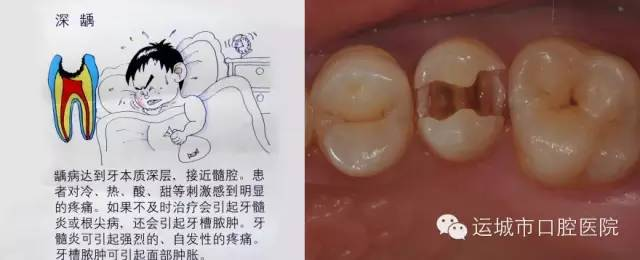 深 龋
龋病达到牙本质深层，接近髓腔。患
者对冷、热、酸、甜等刺激感到明显
的疼痛。如果不及时治疗会引起牙髓
炎或根尖病，还会引起牙槽脓肿。牙
髓炎可引起强烈的、自发性的疼痛。
牙槽脓肿可引起面部肿胀。
运城市口腔医院